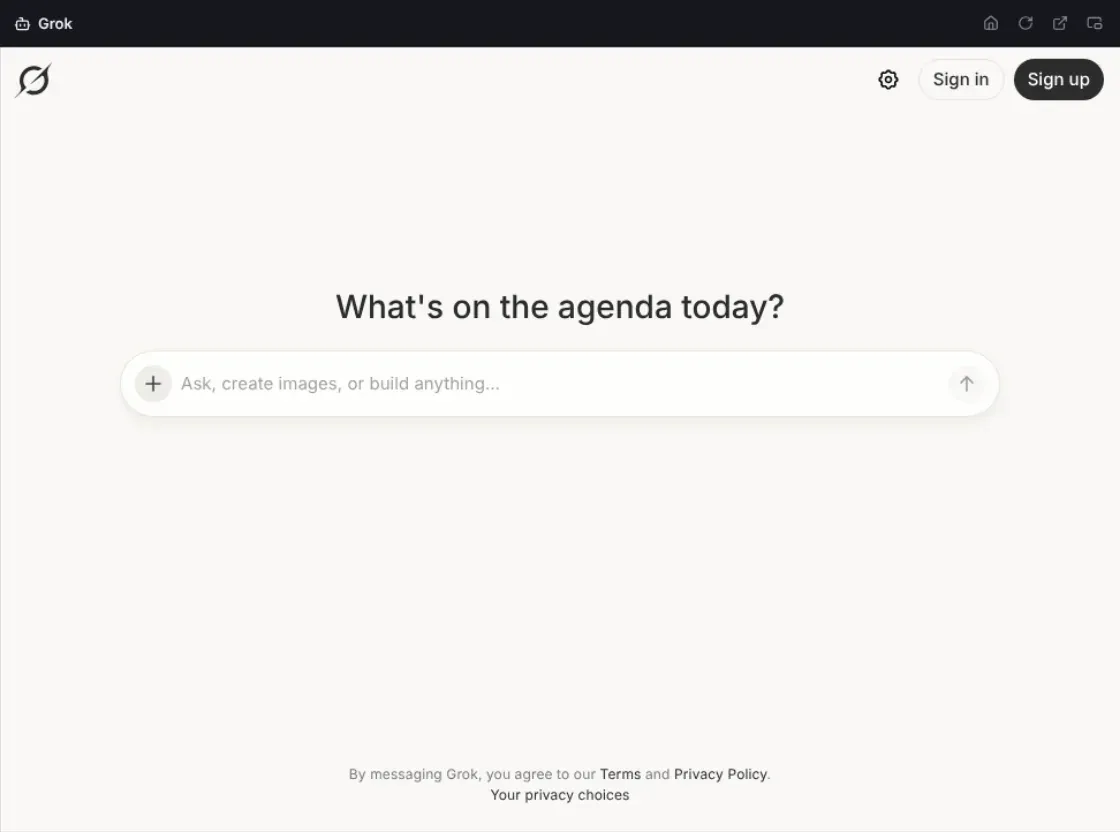 Grok
Sign in
Sign up
What's on the agenda today?
Ask, create images, or build anything...
By messaging Grok, you agree to our Terms and Privacy Policy.
Your privacy choices